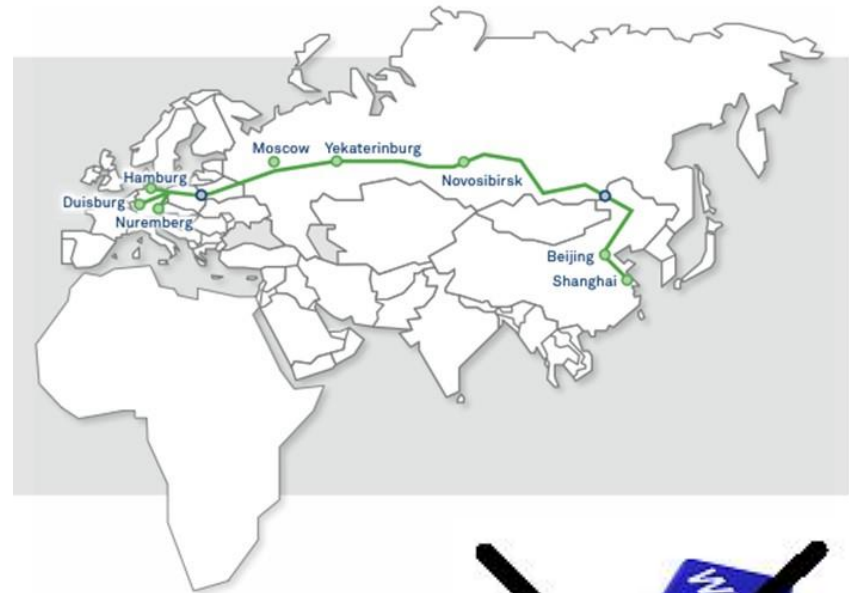 Moscow
Yekaterinburg
Hamburg
Novosibirsk
Duisburg
Nuremberg
Beijing
Shanghai